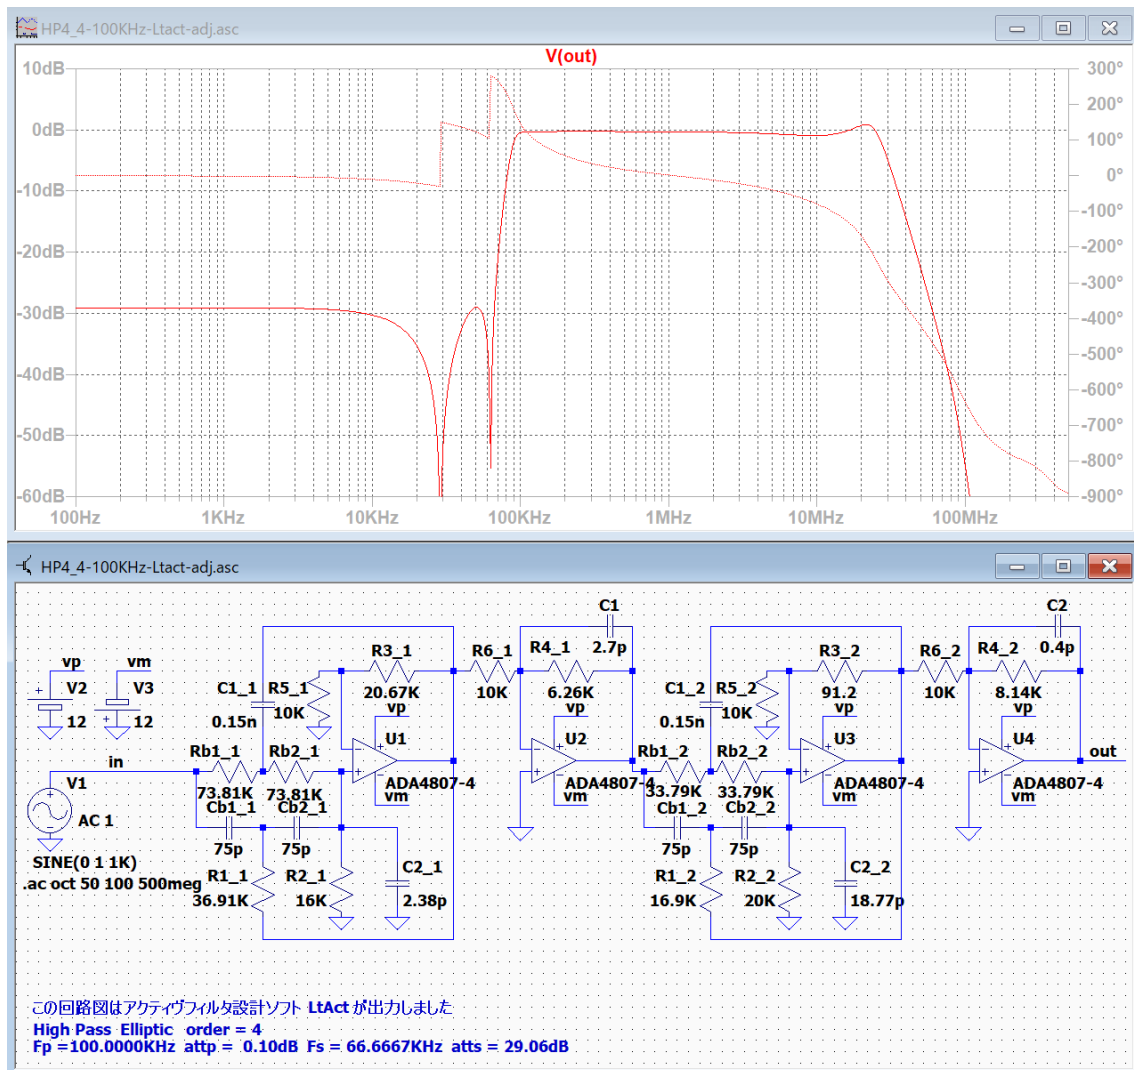 HP4_4-100KHz-Ltact-adj.asc
V(out)
10dB
0dB
-10dB
-20dB
-30dB
-40dB
-50dB
-60dB
300°
200°
100°
0°
-100°
-200°
-300°
-400°
-500°
-600°
-700°
-800°
-900°
100Hz 1KHz 10KHz 100KHz 1MHz 10MHz 100MHz
HP4_4-100KHz-Ltact-adj.asc
vp
V2
12
vm
V3
12
in
V1
AC 1
SINE(0 1 1K)
.ac oct 50 100 500meg
C1_1
0.15n
R5_1
10K
R3_1
20.67K
vp
U1
ADA4807-4
vm
Rb1_1
73.81K
Rb2_1
73.81K
Cb1_1
75p
Cb2_1
75p
R1_1
36.91K
R2_1
16K
C2_1
2.38p
R6_1
10K
R4_1
6.26K
C1
2.7p
vp
U2
ADA4807-4
vm
C1_2
0.15n
R5_2
10K
R3_2
91.2
vp
U3
ADA4807-4
vm
Rb1_2
33.79K
Rb2_2
33.79K
Cb1_2
75p
Cb2_2
75p
R1_2
16.9K
R2_2
20K
C2_2
18.77p
R6_2
10K
R4_2
8.14K
C2
0.4p
vp
U4
ADA4807-4
vm
out
この回路図はアクティヴフィルタ設計ソフト LtAct が出力しました
High Pass Elliptic order = 4
Fp =100.0000KHz attp = 0.10dB Fs = 66.6667KHz atts = 29.06dB